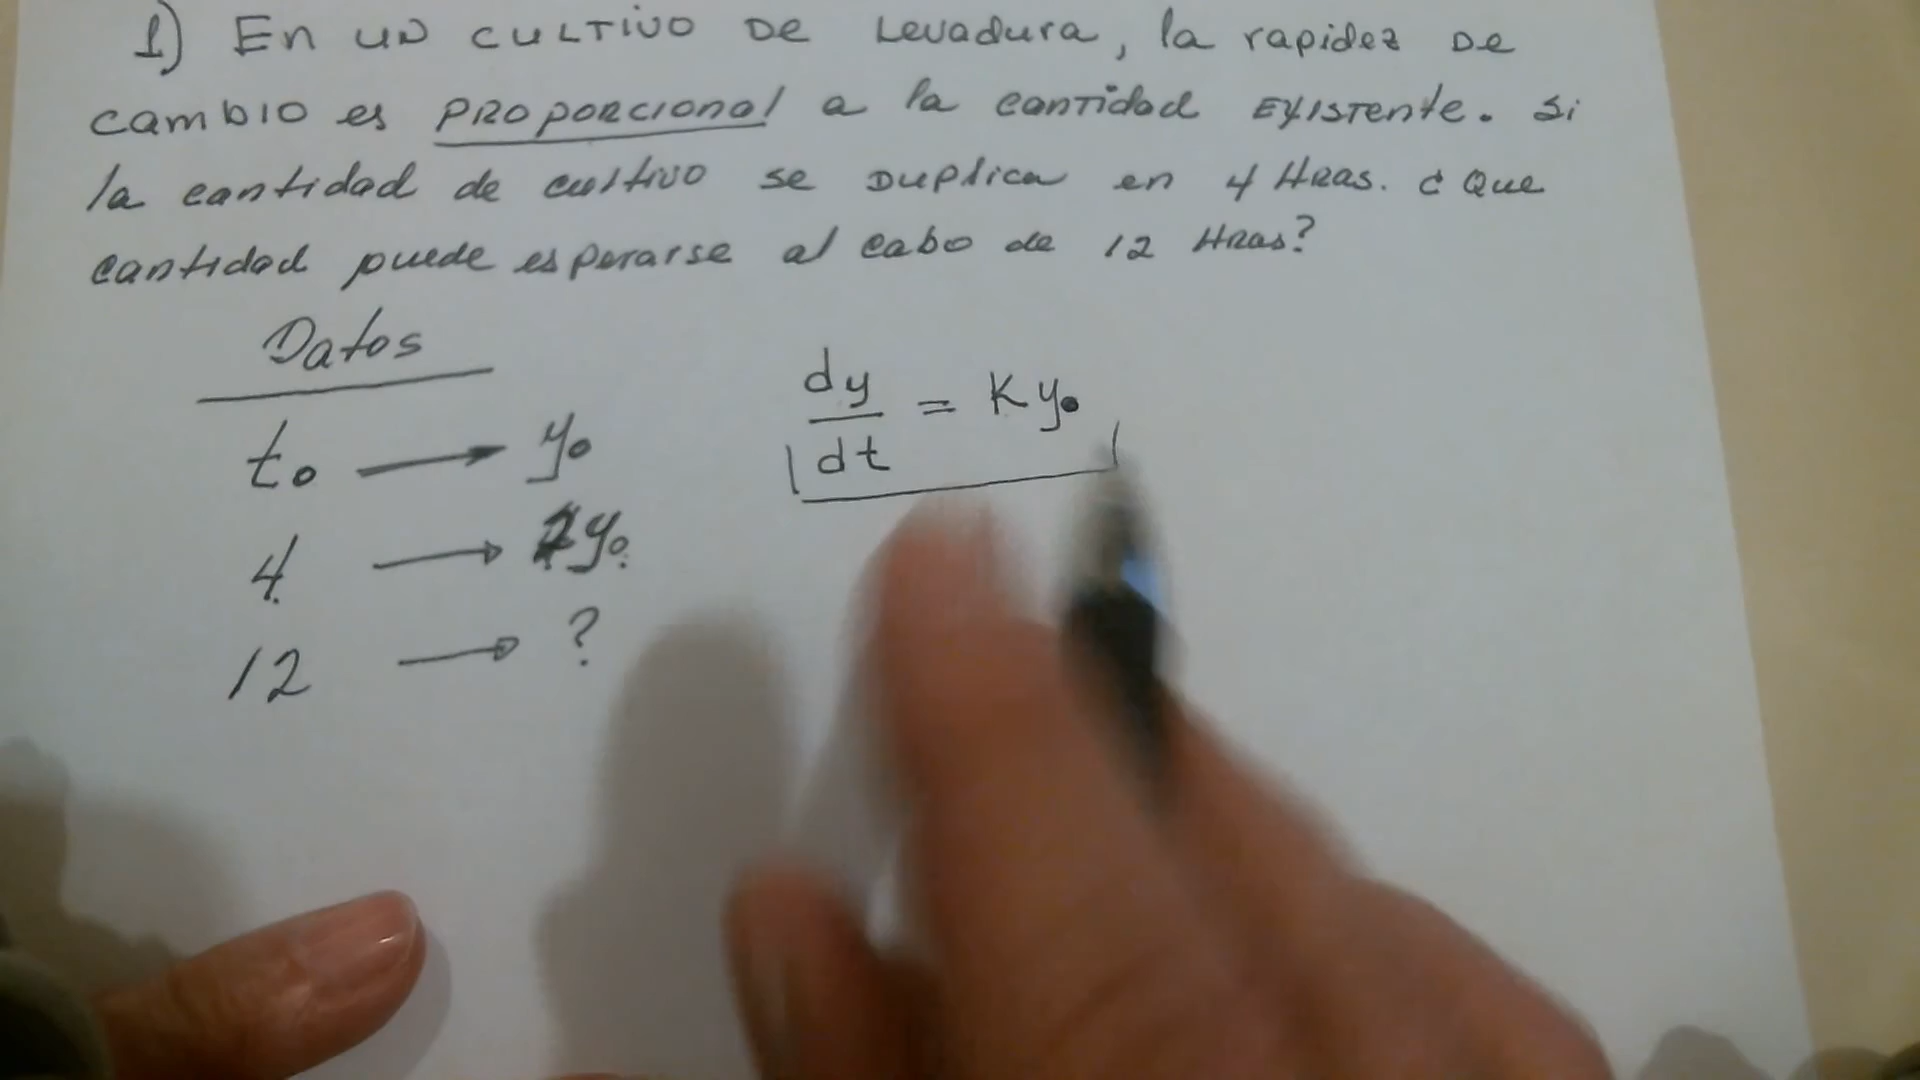 1) En un cultivo de Levadura, la rapidez de
cambio es proporcional a la cantidad existente. Si
la cantidad de cultivo se duplica en 4 Hras. ¿Que
cantidad puede esperarse al cabo de 12 Hras?
Datos
t₀ → y₀
4 → 2y₀
12 → ?
dy/dt = Ky.